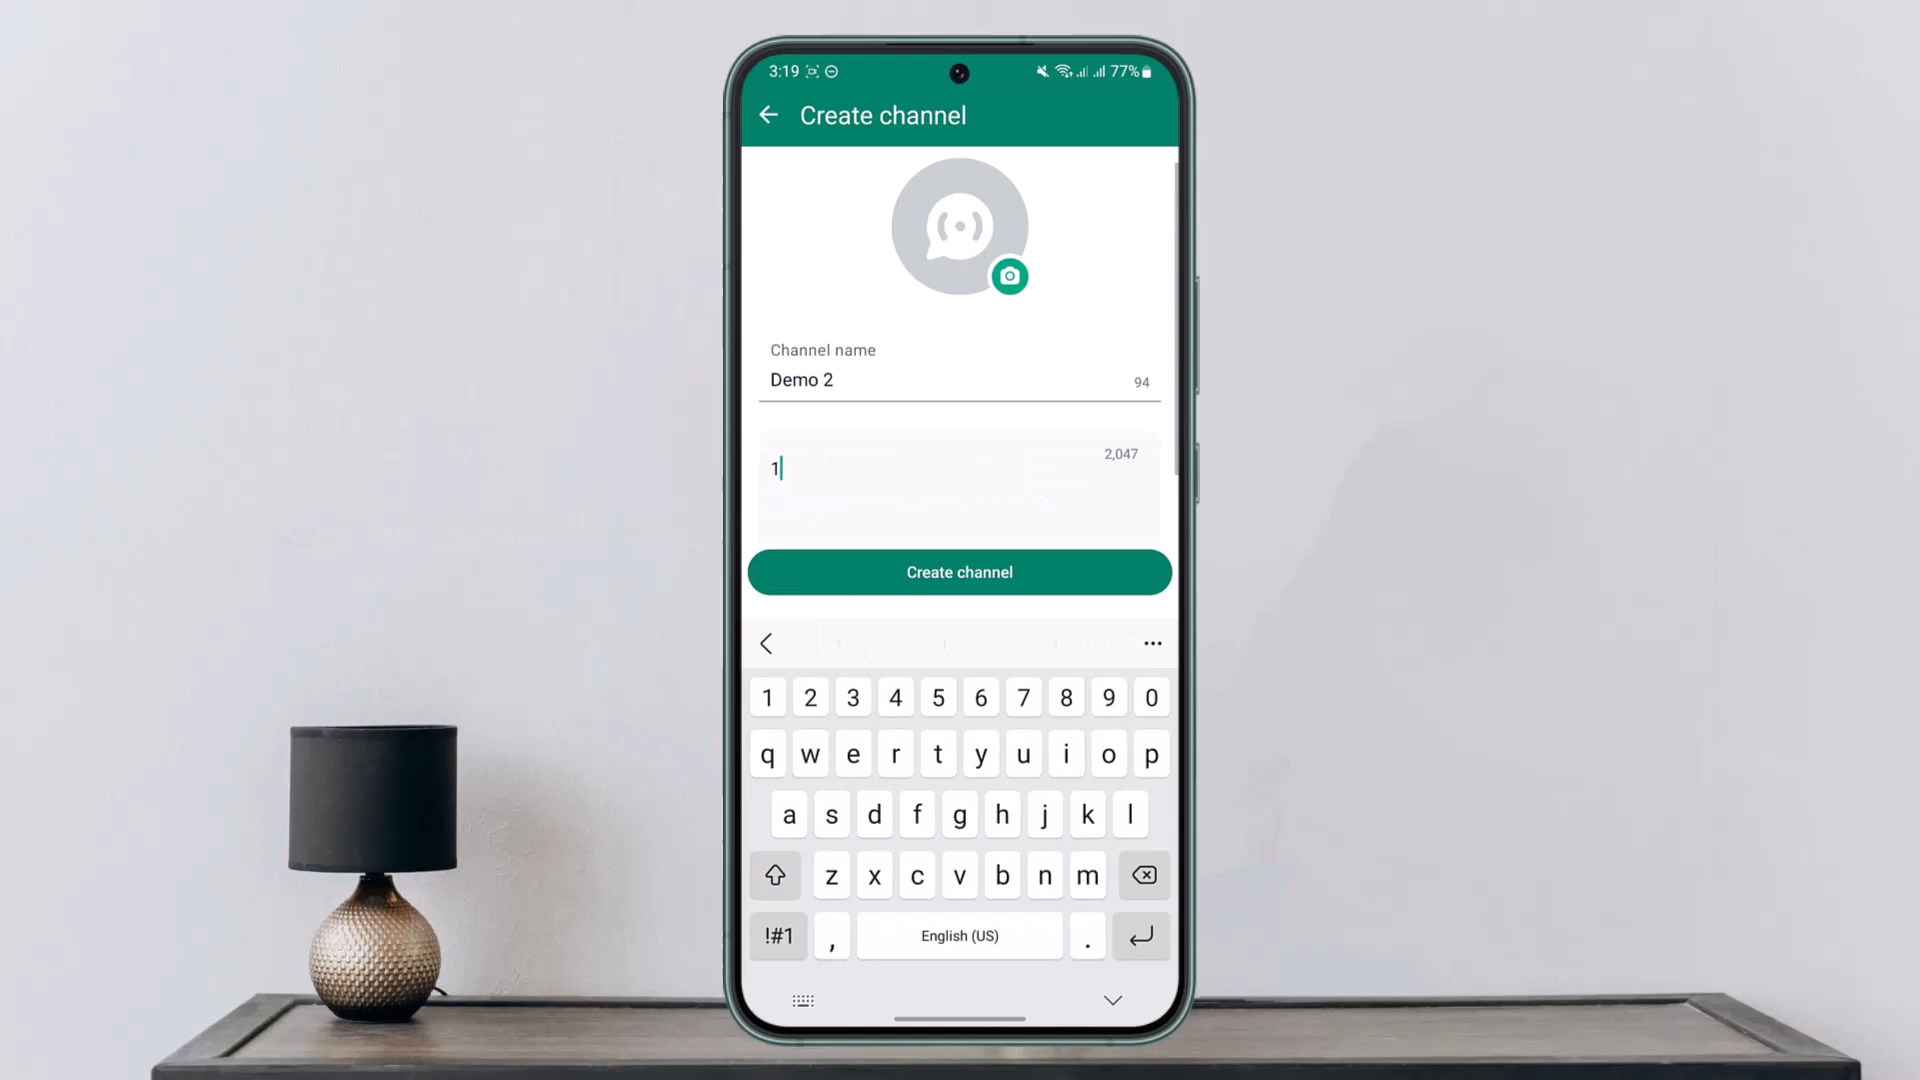 3:19 77%
Create channel
Channel name
Demo 2 94
2,047
1
Create channel
1 2 3 4 5 6 7 8 9 0
q w e r t y u i o p
a s d f g h j k l
z x c v b n m
!#1 , English (US) .